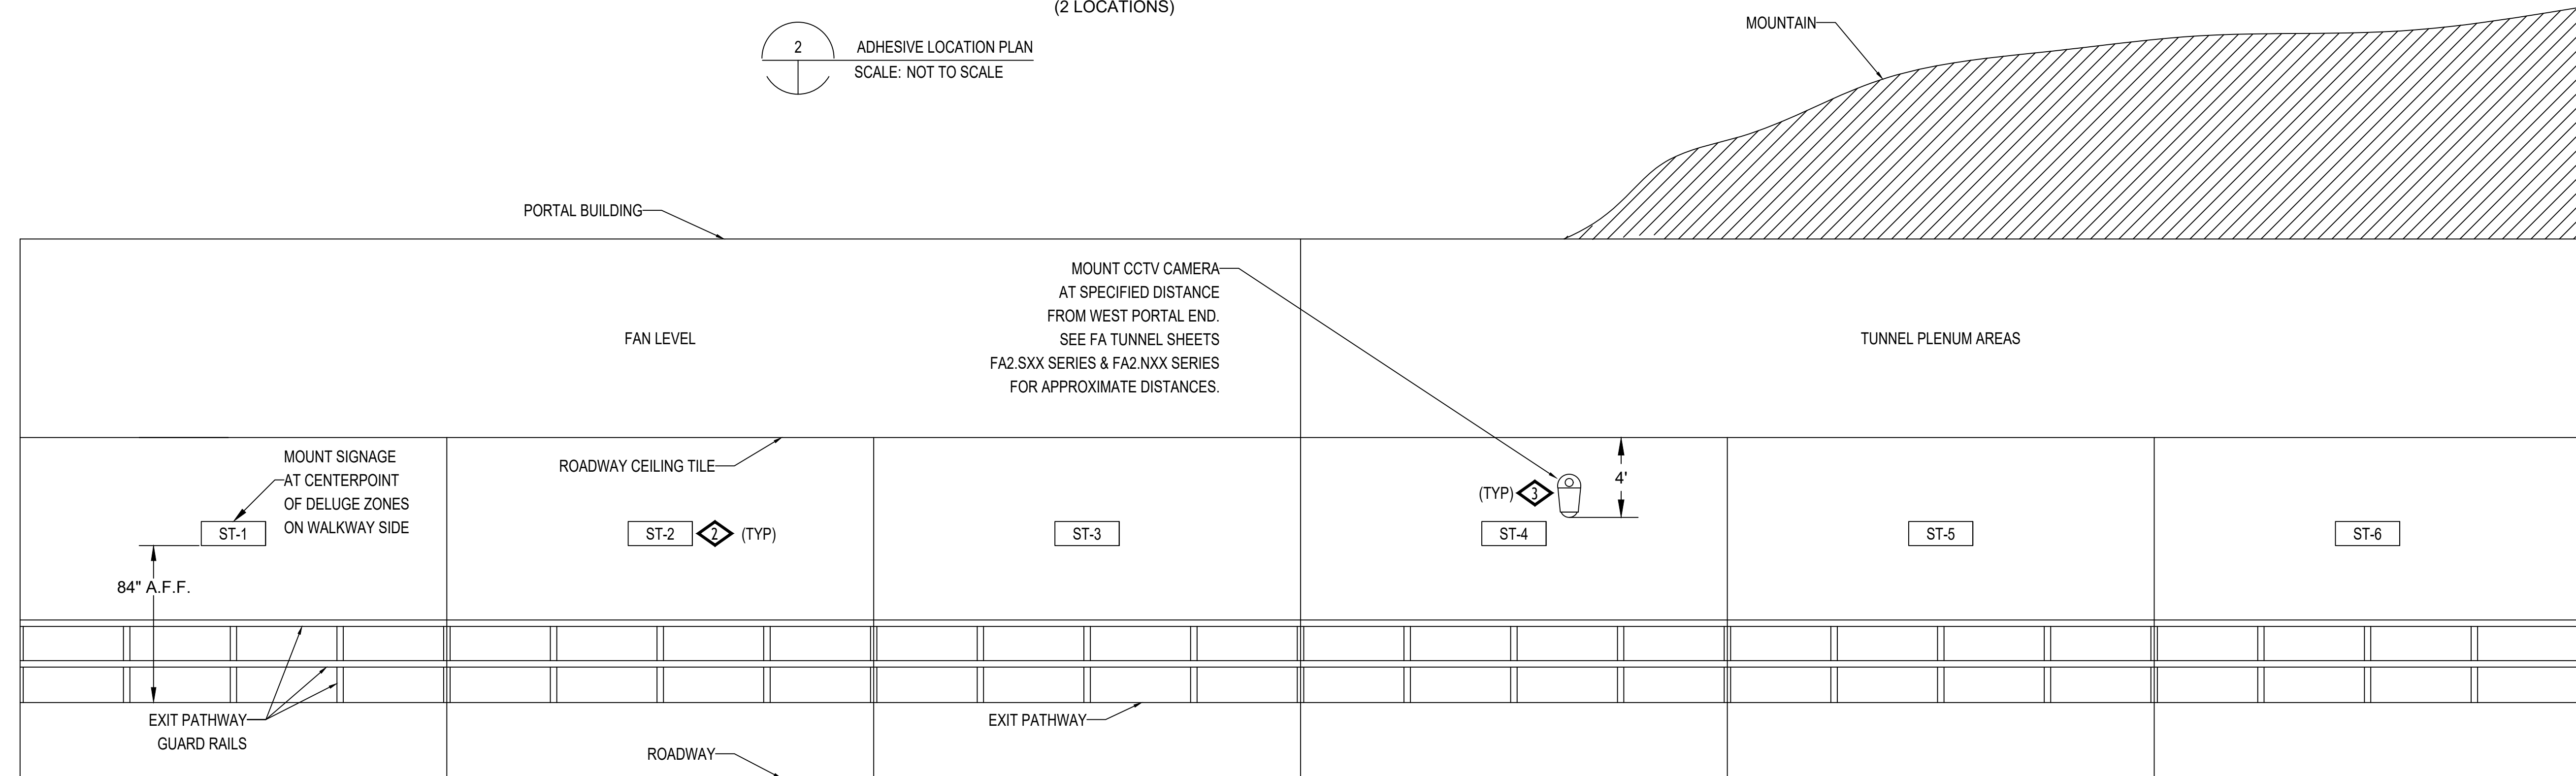 (2 LOCATIONS)
2
ADHESIVE LOCATION PLAN
SCALE: NOT TO SCALE
MOUNTAIN
PORTAL BUILDING
MOUNT CCTV CAMERA
AT SPECIFIED DISTANCE
FROM WEST PORTAL END.
SEE FA TUNNEL SHEETS
FA2.SXX SERIES & FA2.NXX SERIES
FOR APPROXIMATE DISTANCES.
FAN LEVEL
TUNNEL PLENUM AREAS
MOUNT SIGNAGE
AT CENTERPOINT
OF DELUGE ZONES
ON WALKWAY SIDE
ROADWAY CEILING TILE
(TYP) 3
4'
ST-1
ST-2 2 (TYP)
ST-3
ST-4
ST-5
ST-6
84" A.F.F.
EXIT PATHWAY
GUARD RAILS
EXIT PATHWAY
ROADWAY